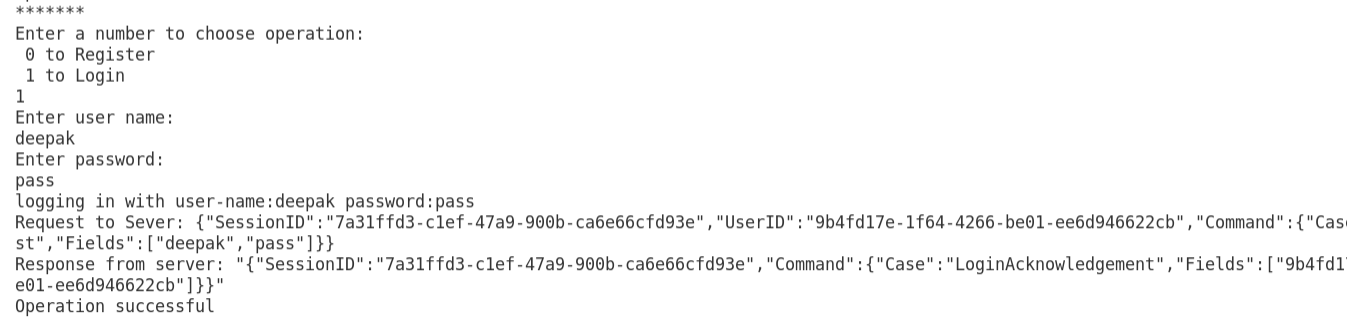 *******
Enter a number to choose operation:
 0 to Register
 1 to Login
1
Enter user name:
deepak
Enter password:
pass
logging in with user-name:deepak password:pass
Request to Sever: {"SessionID":"7a31ffd3-c1ef-47a9-900b-ca6e66cfd93e","UserID":"9b4fd17e-1f64-4266-be01-ee6d946622cb","Command":{"Cas
st","Fields":["deepak","pass"]}}
Response from server: "{"SessionID":"7a31ffd3-c1ef-47a9-900b-ca6e66cfd93e","Command":{"Case":"LoginAcknowledgement","Fields":["9b4fd1
e01-ee6d946622cb"]}}"
Operation successful